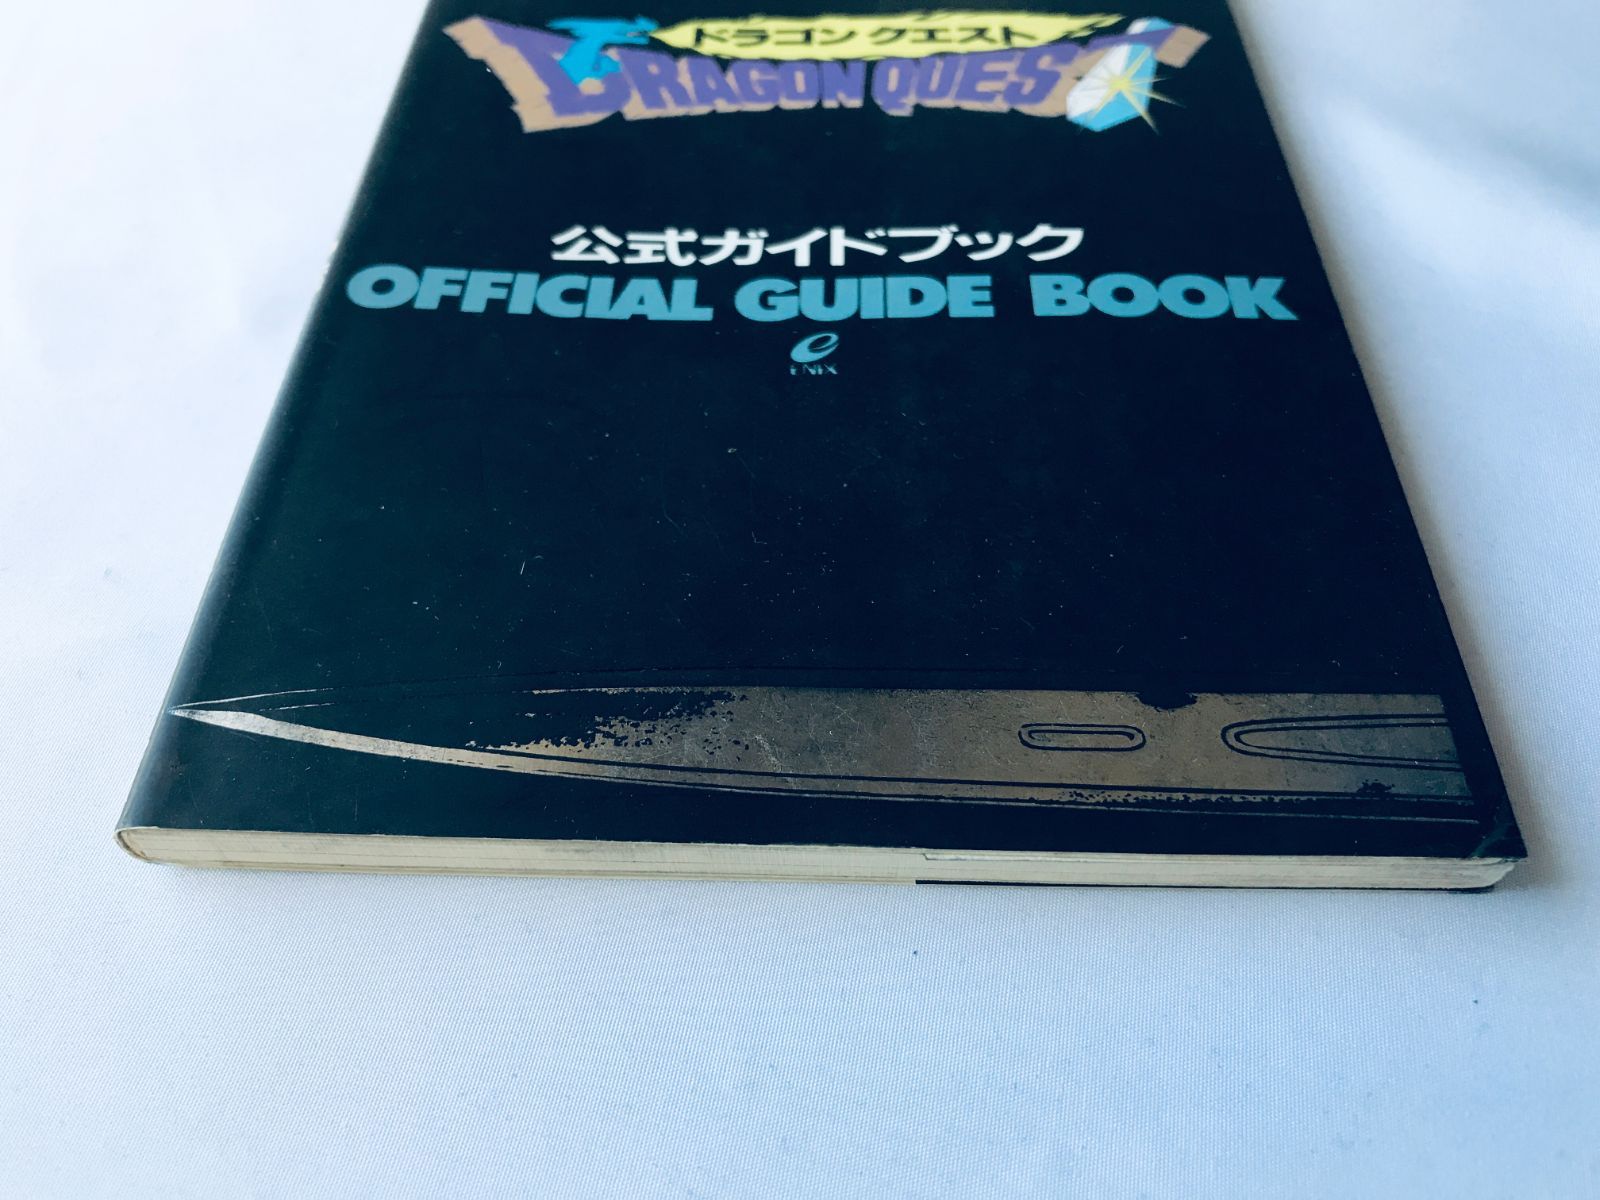 ドラゴンクエスト
DRAGON QUEST
公式ガイドブック
OFFICIAL GUIDE BOOK
e
ENIX